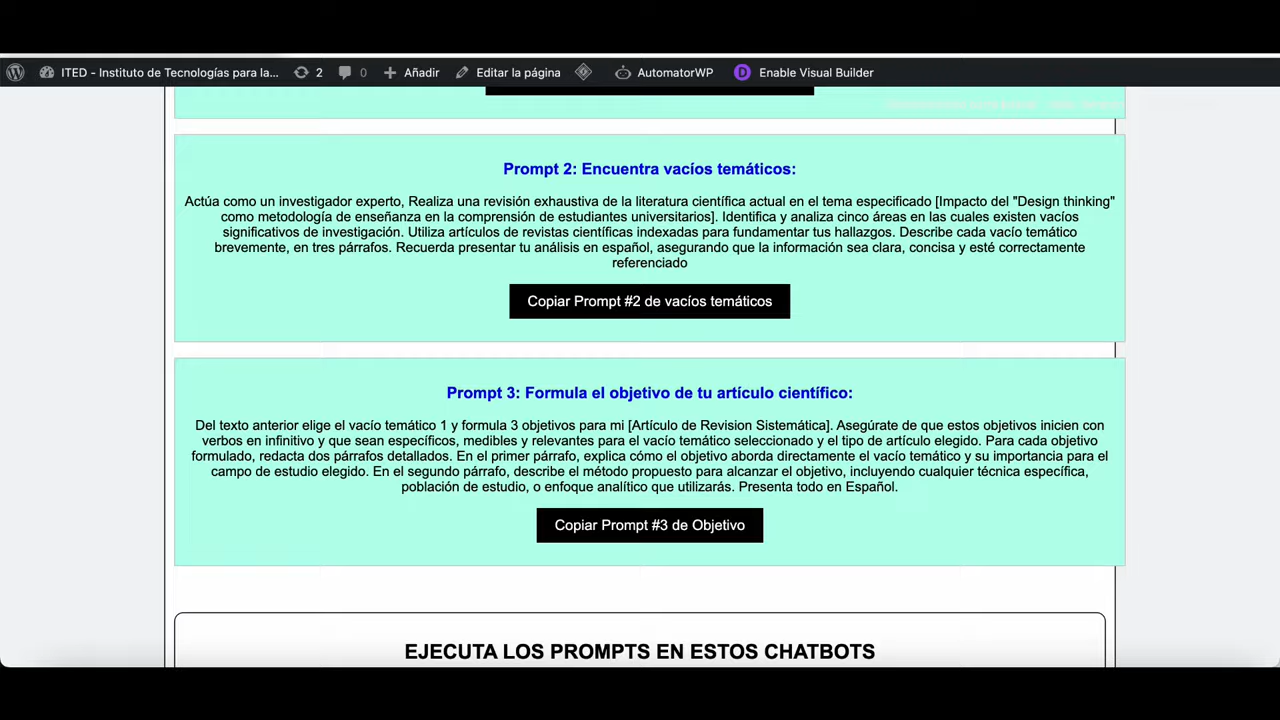 ITED - Instituto de Tecnologías para la... 2 0 Añadir Editar la página AutomatorWP D Enable Visual Builder
Prompt 2: Encuentra vacíos temáticos:
Actúa como un investigador experto, Realiza una revisión exhaustiva de la literatura científica actual en el tema especificado [Impacto del "Design thinking"
como metodología de enseñanza en la comprensión de estudiantes universitarios]. Identifica y analiza cinco áreas en las cuales existen vacíos
significativos de investigación. Utiliza artículos de revistas científicas indexadas para fundamentar tus hallazgos. Describe cada vacío temático
brevemente, en tres párrafos. Recuerda presentar tu análisis en español, asegurando que la información sea clara, concisa y esté correctamente
referenciado
Copiar Prompt #2 de vacíos temáticos
Prompt 3: Formula el objetivo de tu artículo científico:
Del texto anterior elige el vacío temático 1 y formula 3 objetivos para mi [Artículo de Revision Sistemática]. Asegúrate de que estos objetivos inicien con
verbos en infinitivo y que sean específicos, medibles y relevantes para el vacío temático seleccionado y el tipo de artículo elegido. Para cada objetivo
formulado, redacta dos párrafos detallados. En el primer párrafo, explica cómo el objetivo aborda directamente el vacío temático y su importancia para el
campo de estudio elegido. En el segundo párrafo, describe el método propuesto para alcanzar el objetivo, incluyendo cualquier técnica específica,
población de estudio, o enfoque analítico que utilizarás. Presenta todo en Español.
Copiar Prompt #3 de Objetivo
EJECUTA LOS PROMPTS EN ESTOS CHATBOTS